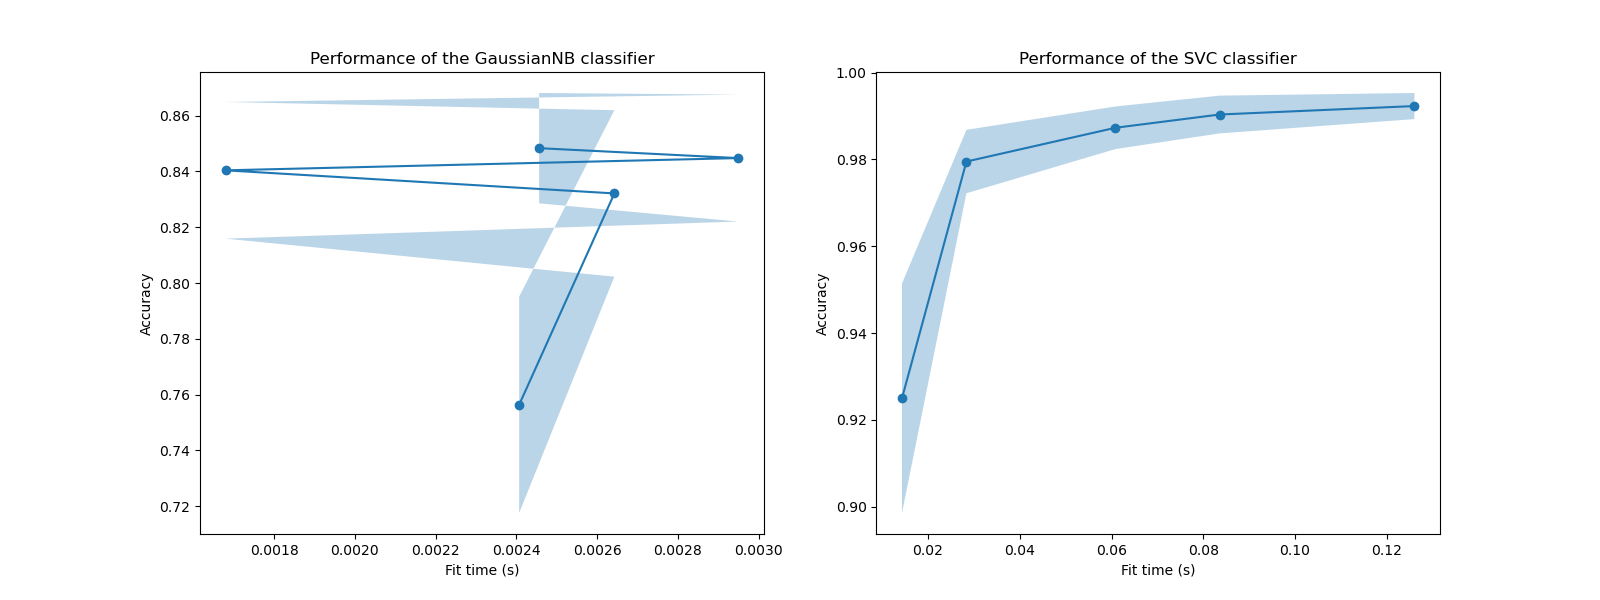 Performance of the GaussianNB classifier
Accuracy
0.86
0.84
0.82
0.80
0.78
0.76
0.74
0.72
0.0018 0.0020 0.0022 0.0024 0.0026 0.0028 0.0030
Fit time (s)
Performance of the SVC classifier
Accuracy
1.00
0.98
0.96
0.94
0.92
0.90
0.02 0.04 0.06 0.08 0.10 0.12
Fit time (s)